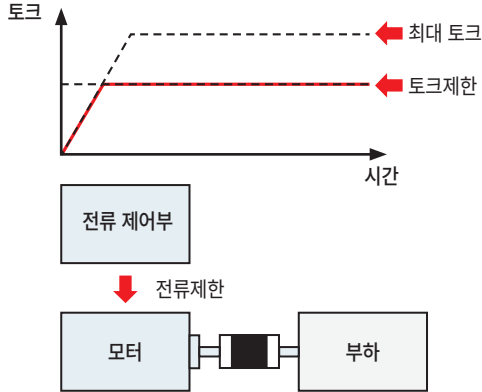 토크
최대 토크
토크제한
시간
전류 제어부
전류제한
모터
부하